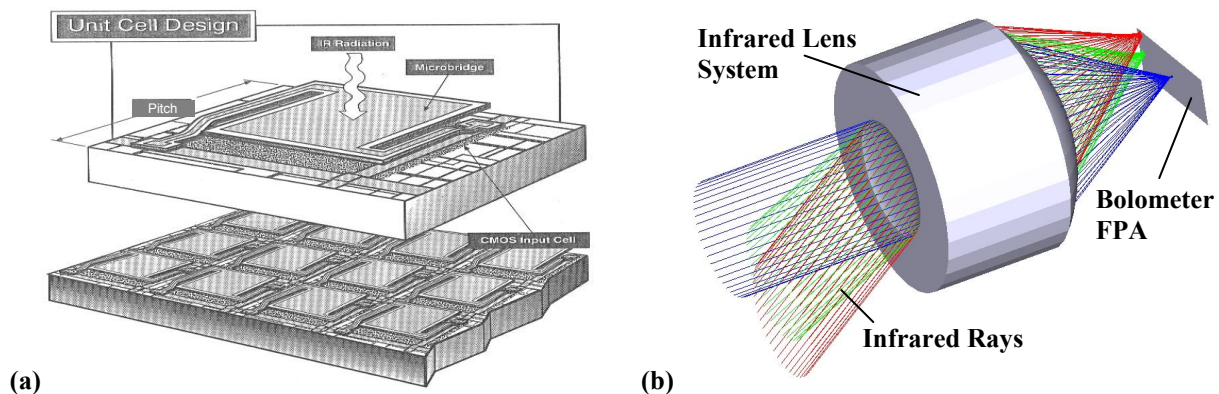 Unit Cell Design
IR Radiation
Microbridge
Pitch
CMOS Input Cell
(a)
Infrared Lens
System
Bolometer
FPA
Infrared Rays
(b)